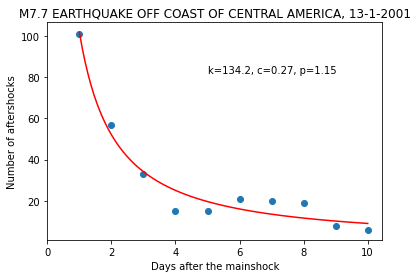 M7.7 EARTHQUAKE OFF COAST OF CENTRAL AMERICA, 13-1-2001
100
80
60
40
20
Number of aftershocks
k=134.2, c=0.27, p=1.15
0 2 4 6 8 10
Days after the mainshock